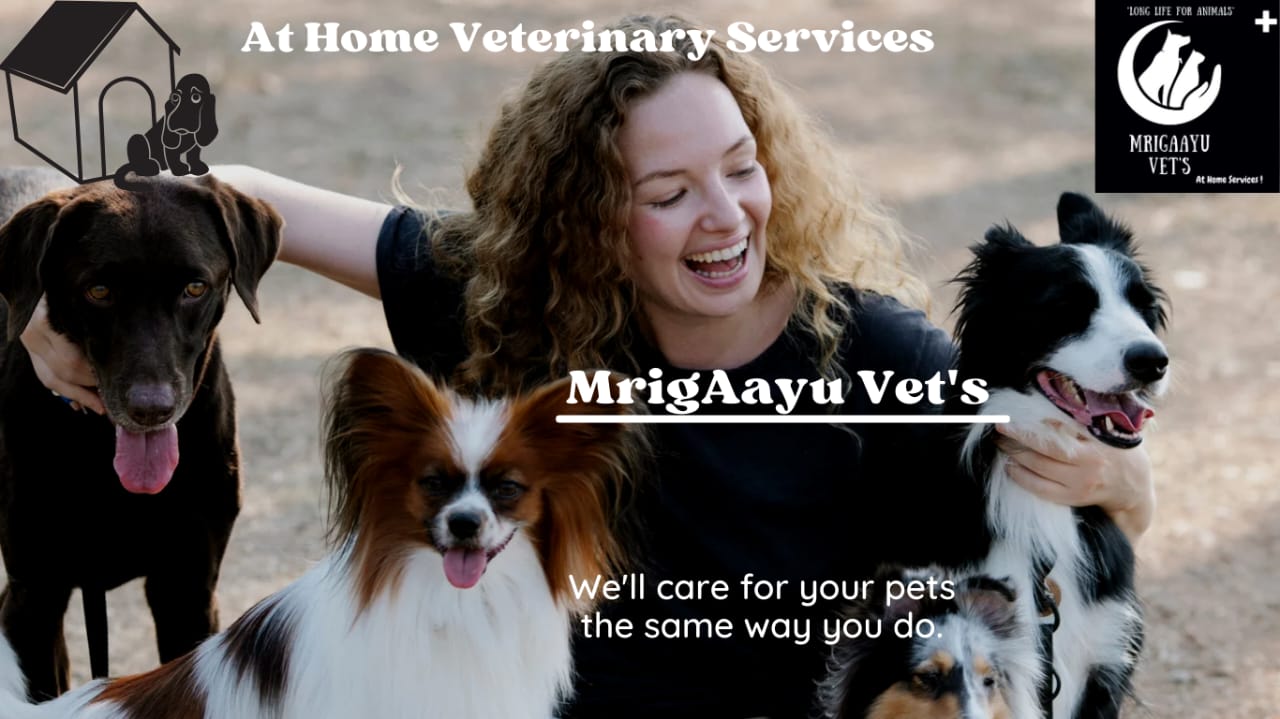 At Home Veterinary Services
"LONG LIFE FOR ANIMALS"
MRIGAAYU
VET'S
At Home Services !
MrigAayu Vet's
We'll care for your pets
the same way you do.